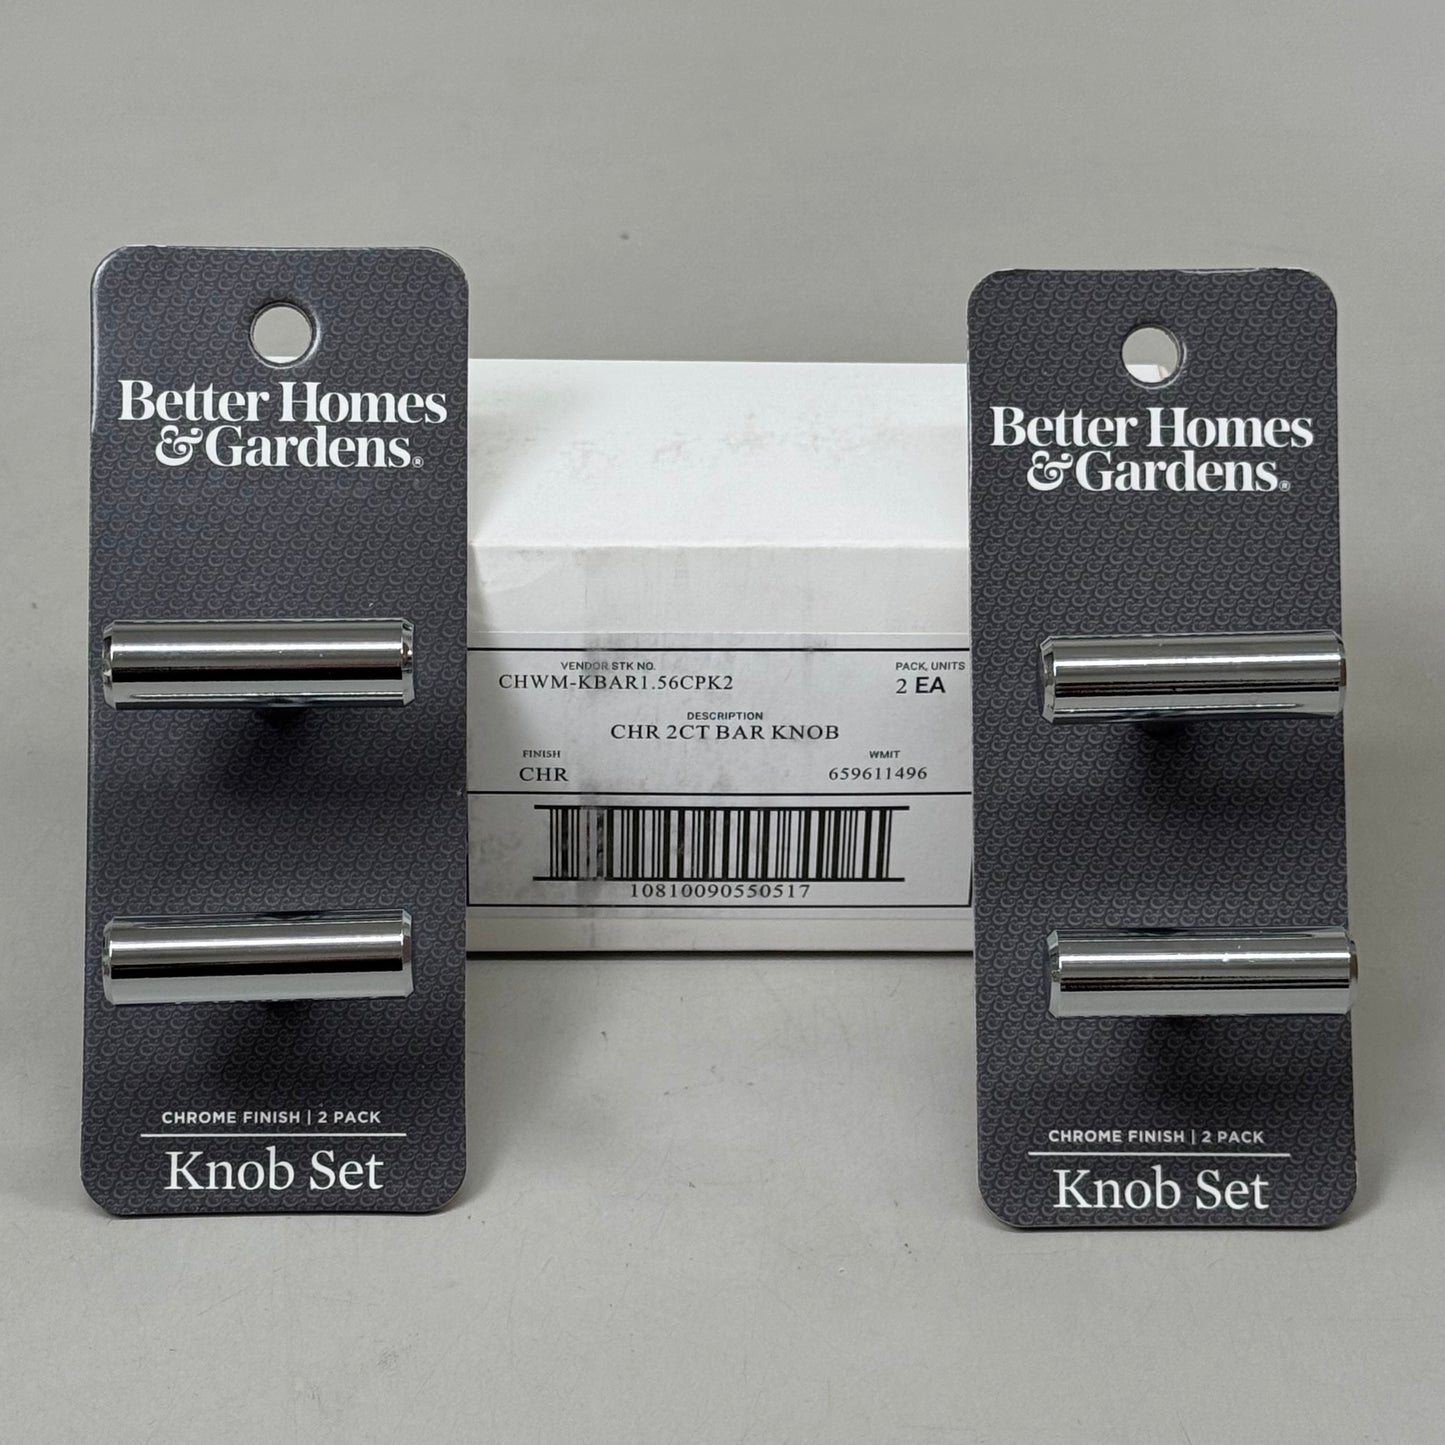 Better Homes
&Gardens®
CHROME FINISH | 2 PACK
Knob Set
VENDOR STK NO.
CHWM-KBAR1.56CPK2
PACK, UNITS
2 EA
DESCRIPTION
CHR 2CT BAR KNOB
FINISH
CHR
WMIT
659611496
10810090550517
Better Homes
&Gardens®
CHROME FINISH | 2 PACK
Knob Set